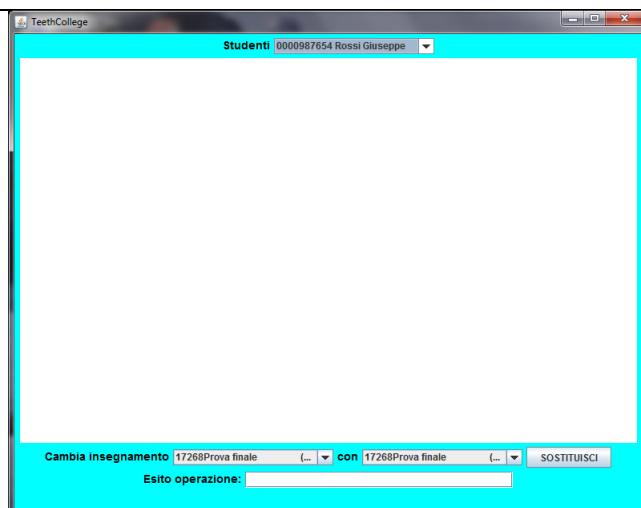 TeethCollege
Studenti 0000987654 Rossi Giuseppe
Cambia insegnamento 17268Prova finale (... con 17268Prova finale (... SOSTITUISCI
Esito operazione: